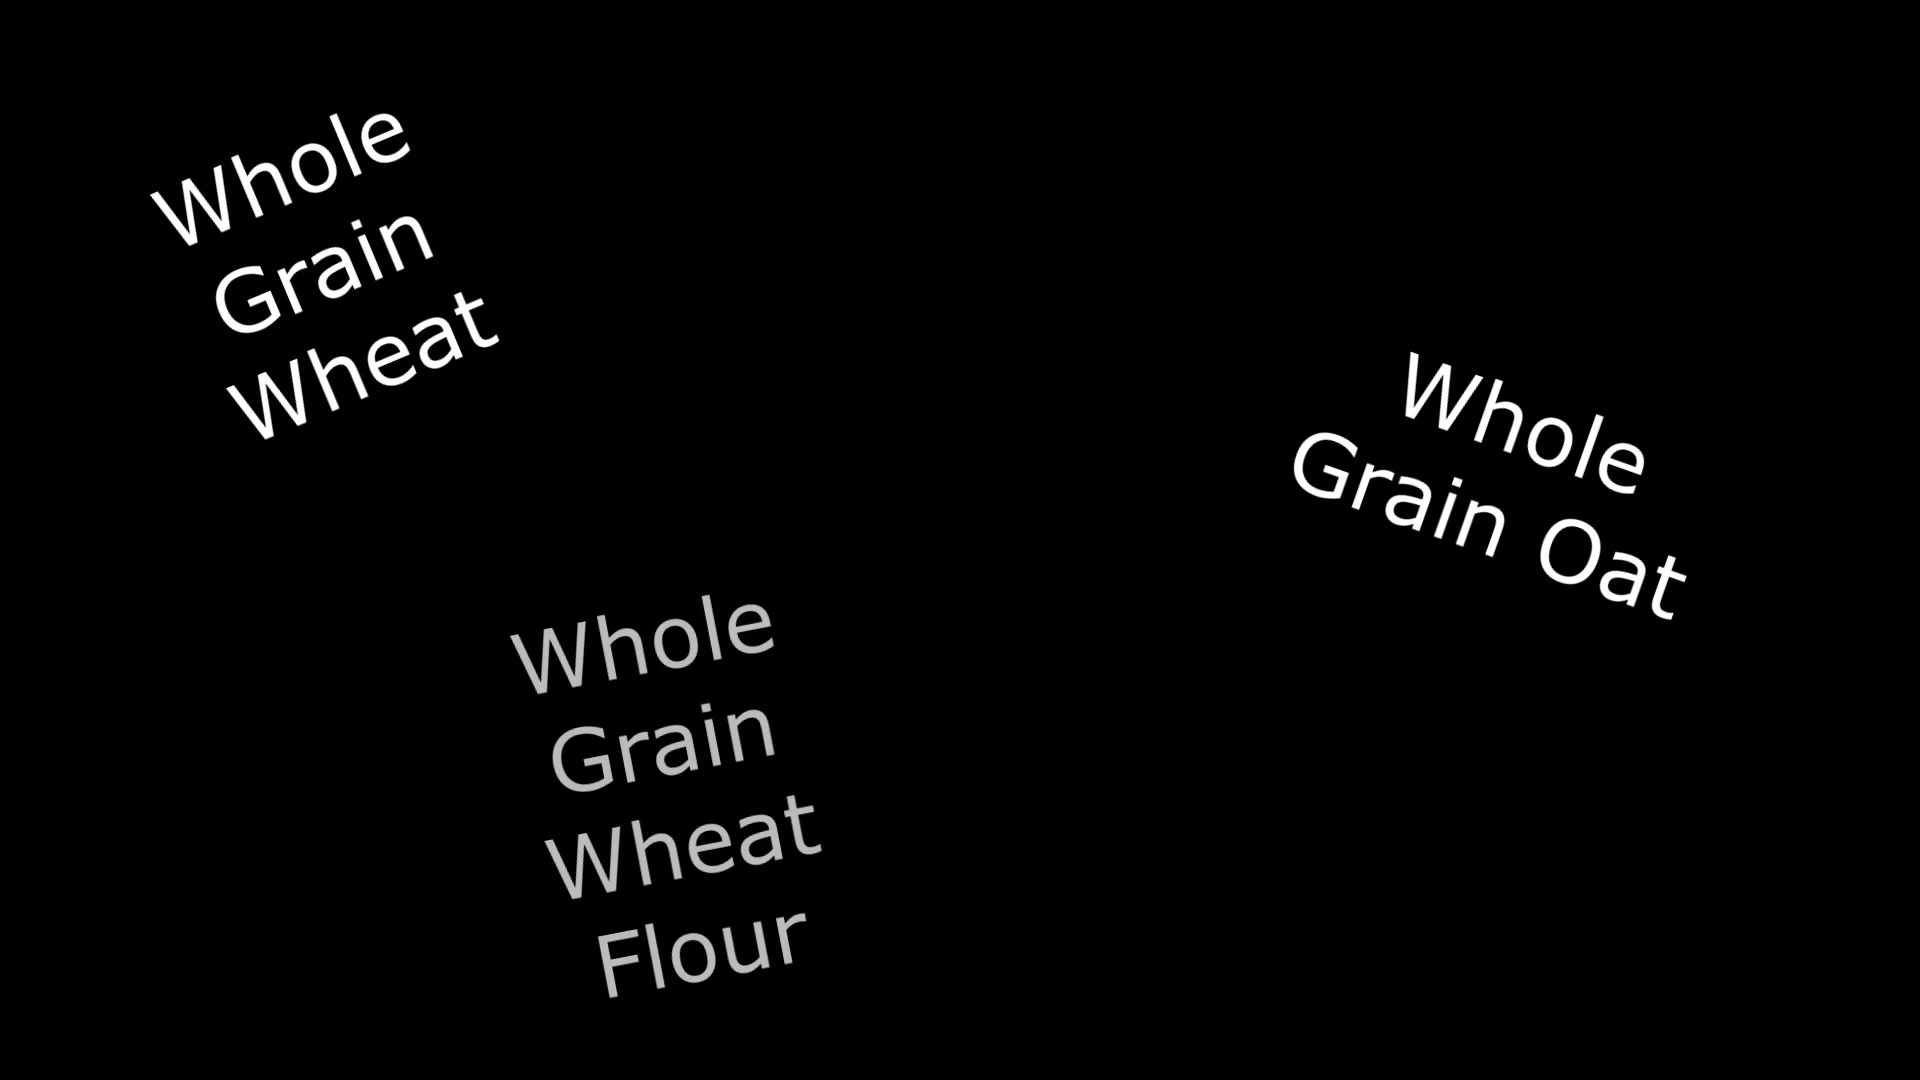 Whole
Grain
Wheat
Whole
Grain Oat
Whole
Grain
Wheat
Flour